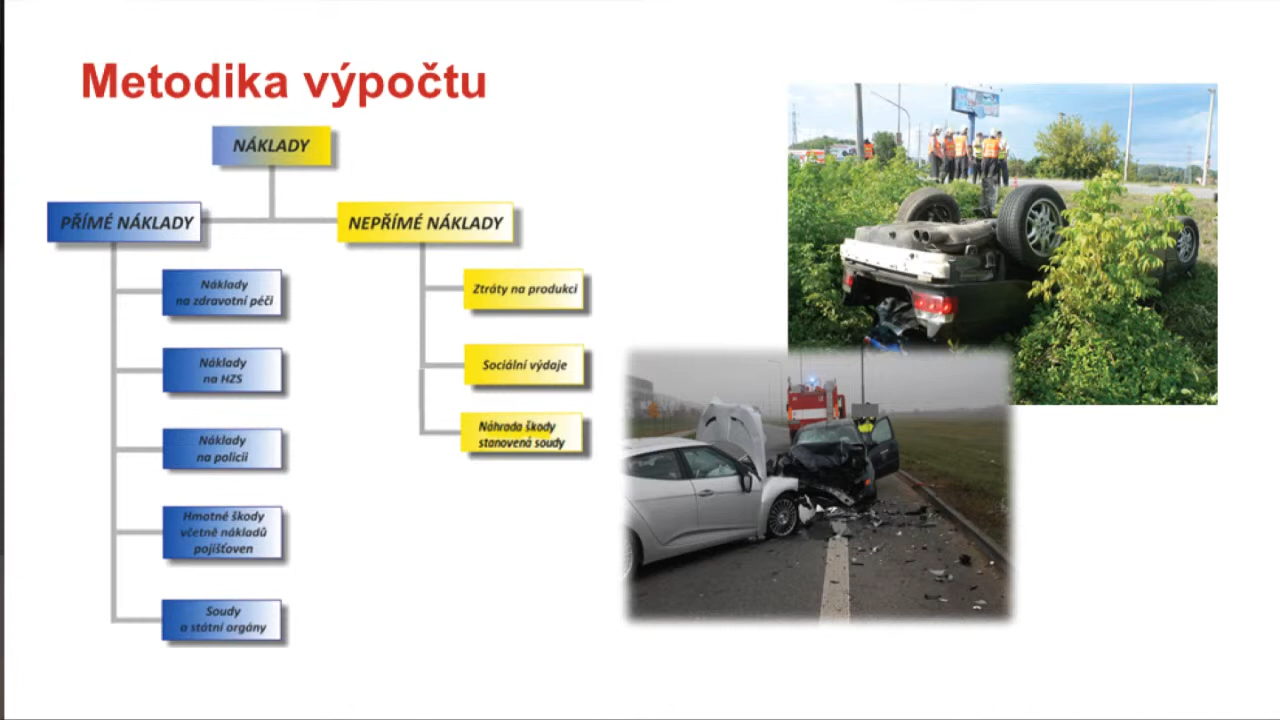 Metodika výpočtu
NÁKLADY
PŘÍMÉ NÁKLADY
NEPŘÍMÉ NÁKLADY
Náklady
na zdravotní péči
Náklady
na HZS
Náklady
na policii
Hmotné škody
včetně nákladů
pojišťoven
Soudy
a státní orgány
Ztráty na produkci
Sociální výdaje
Náhrada škody
stanovená soudy